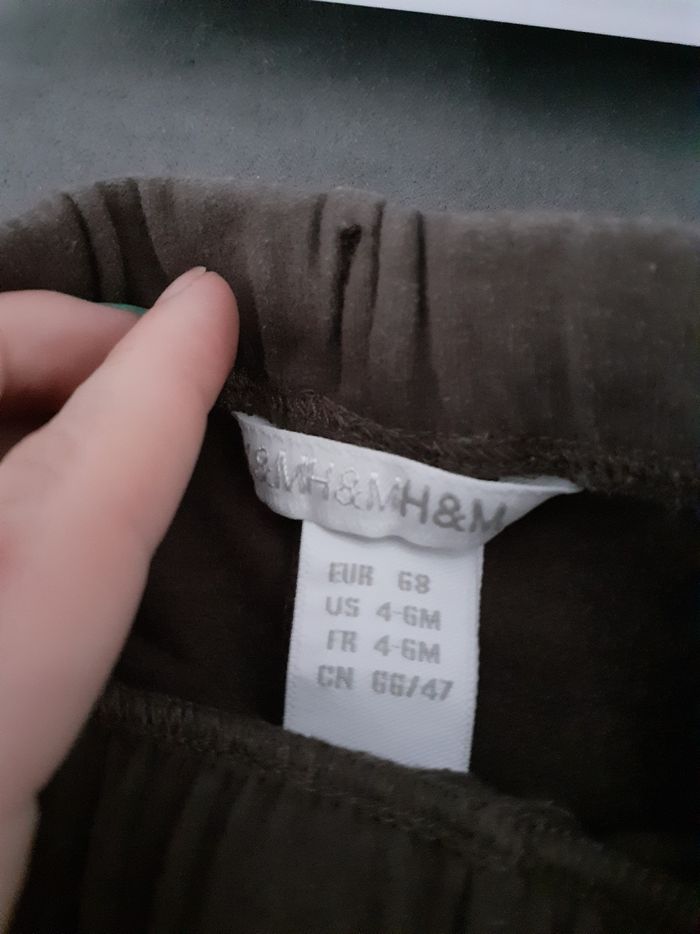 &MH&MH&M
EUR 68
US 4-6M
FR 4-6M
CN 66/47